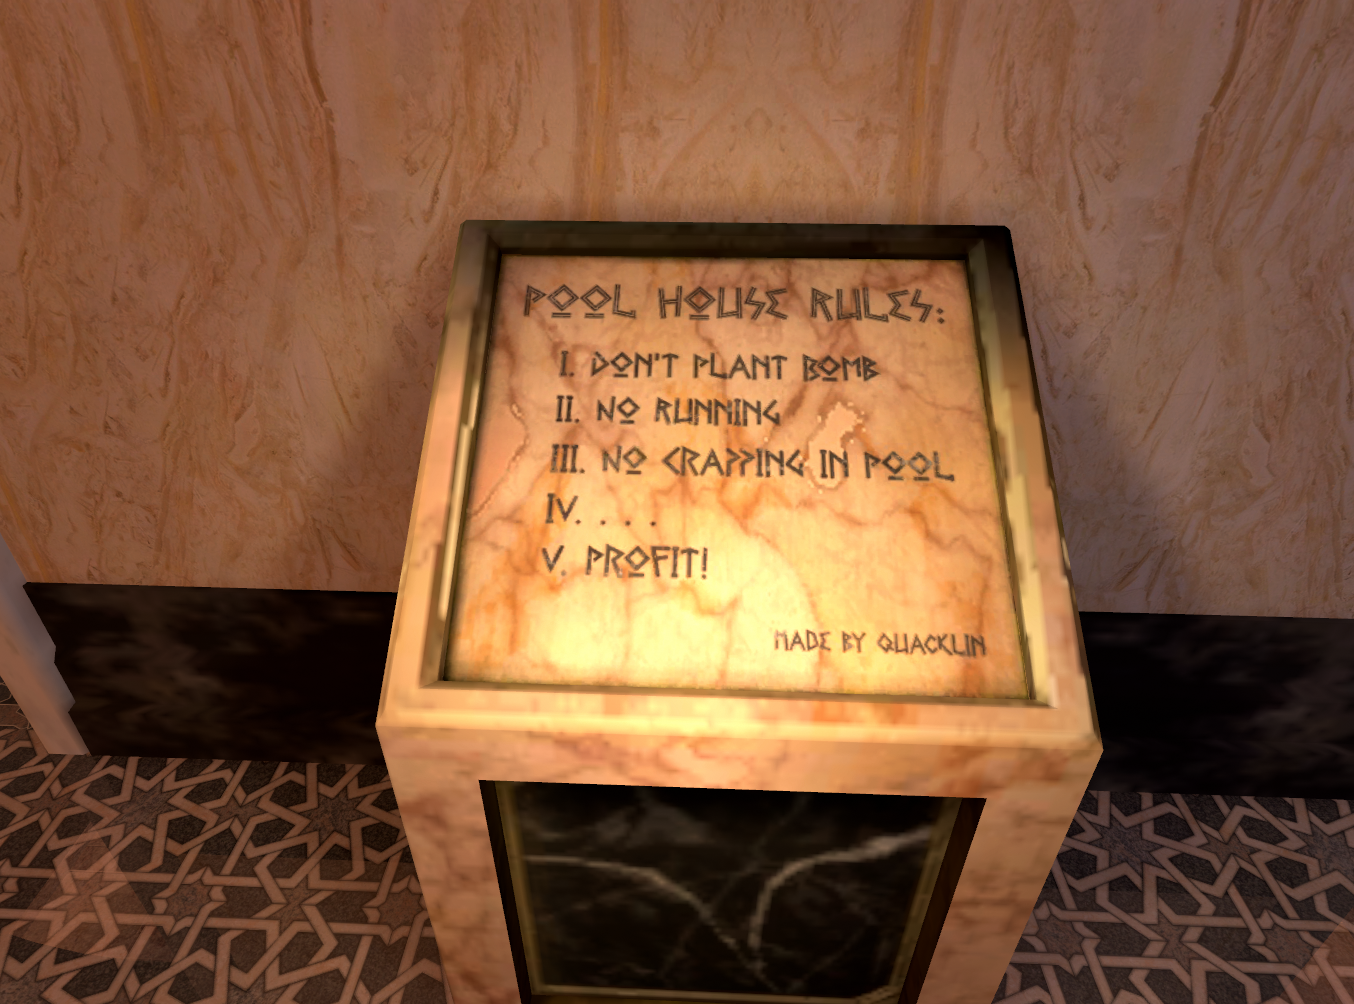 POOL HOUSE RULES:
I. DON'T PLANT BOMB
II. NO RUNNING
III. NO CRAPPING IN POOL
IV. . . . .
V. PROFIT!
MADE BY QUACKLIN